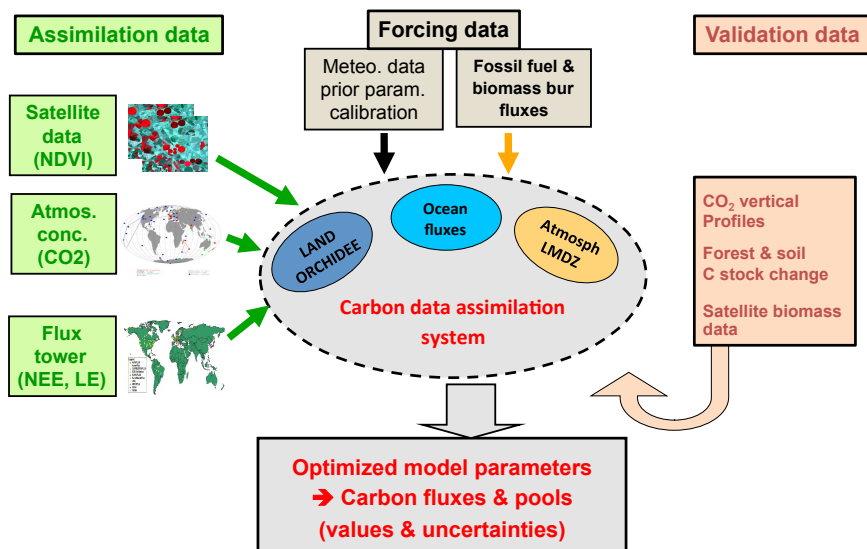 Assimilation data
Forcing data
Validation data
Meteo. data
prior param.
calibration
Fossil fuel &
biomass bur
fluxes
Satellite
data
(NDVI)
Atmos.
conc.
(CO2)
Flux
tower
(NEE, LE)
LAND
ORCHIDEE
Ocean
fluxes
Atmosph
LMDZ
Carbon data assimilation
system
CO₂ vertical
Profiles
Forest & soil
C stock change
Satellite biomass
data
Optimized model parameters
➔ Carbon fluxes & pools
(values & uncertainties)